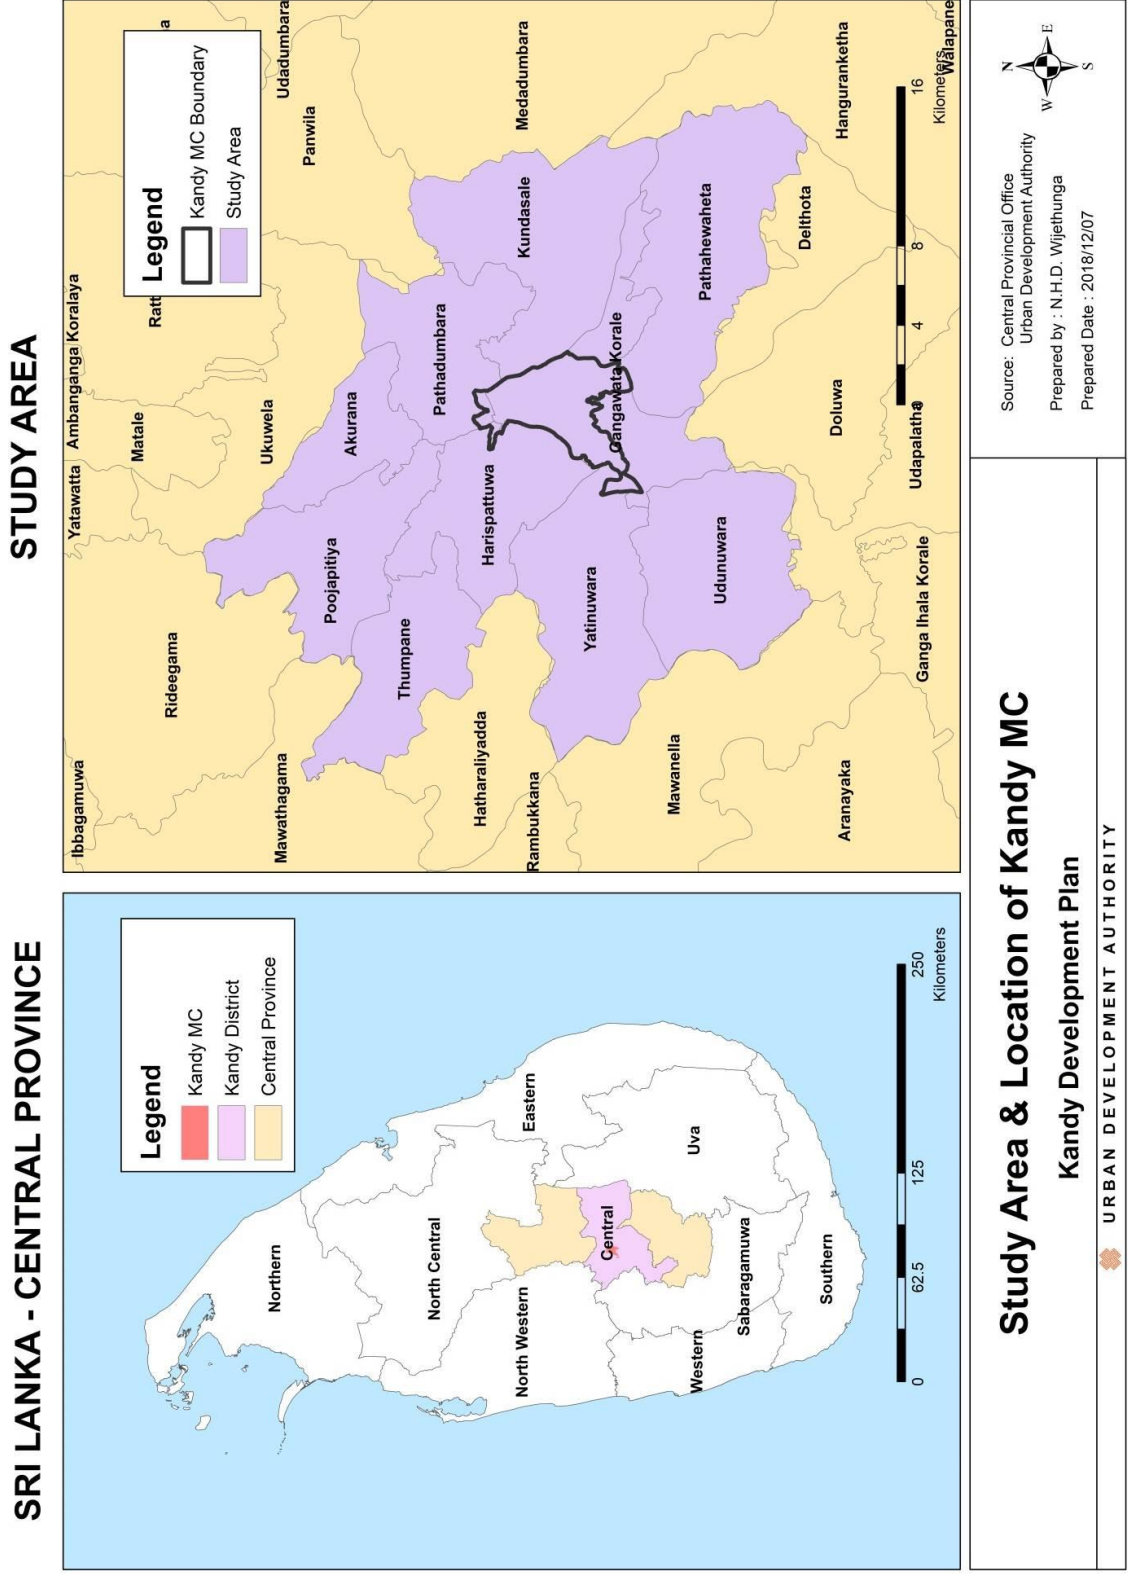 SRI LANKA - CENTRAL PROVINCE
Legend
Kandy MC
Kandy District
Central Province
Northern
North Central
North Western
Eastern
Central
Uva
Western
Sabaragamuwa
Southern
0 62.5 125 250
Kilometers
STUDY AREA
Legend
Kandy MC Boundary
Study Area
Ibbagamuwa
Yatawatta
Ambanganga Koralaya
Matale
Ratt
a
Udadumbara
Rideegama
Ukuwela
Panwila
Mawathagama
Poojapitiya
Akurana
Thumpane
Pathadumbara
Hatharaliyadda
Harispattuwa
Kundasale
Medadumbara
Rambukkana
Yatinuwara
Gangawata Korale
Mawanella
Udunuwara
Pathahewaheta
Delthota
Aranayaka
Doluwa
Hanguranketha
Ganga Ihala Korale
Udapalatha
Walapane
0 4 8 16
Kilometers
Study Area & Location of Kandy MC
Kandy Development Plan
URBAN DEVELOPMENT AUTHORITY
Source: Central Provincial Office
Urban Development Authority
Prepared by : N.H.D. Wijethunga
Prepared Date : 2018/12/07
N
W E
S